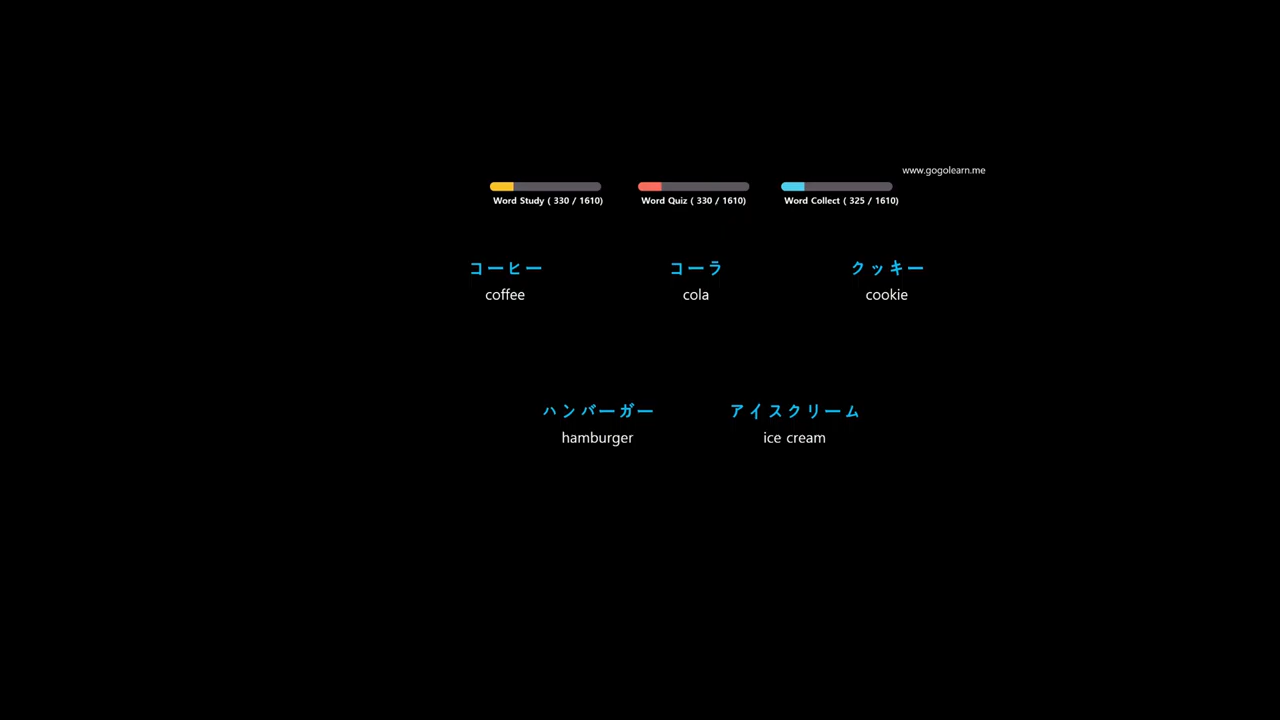 www.gogolearn.me
Word Study ( 330 / 1610)
Word Quiz ( 330 / 1610)
Word Collect ( 325 / 1610)
コーヒー
コーラ
クッキー
coffee
cola
cookie
ハンバーガー
アイスクリーム
hamburger
ice cream